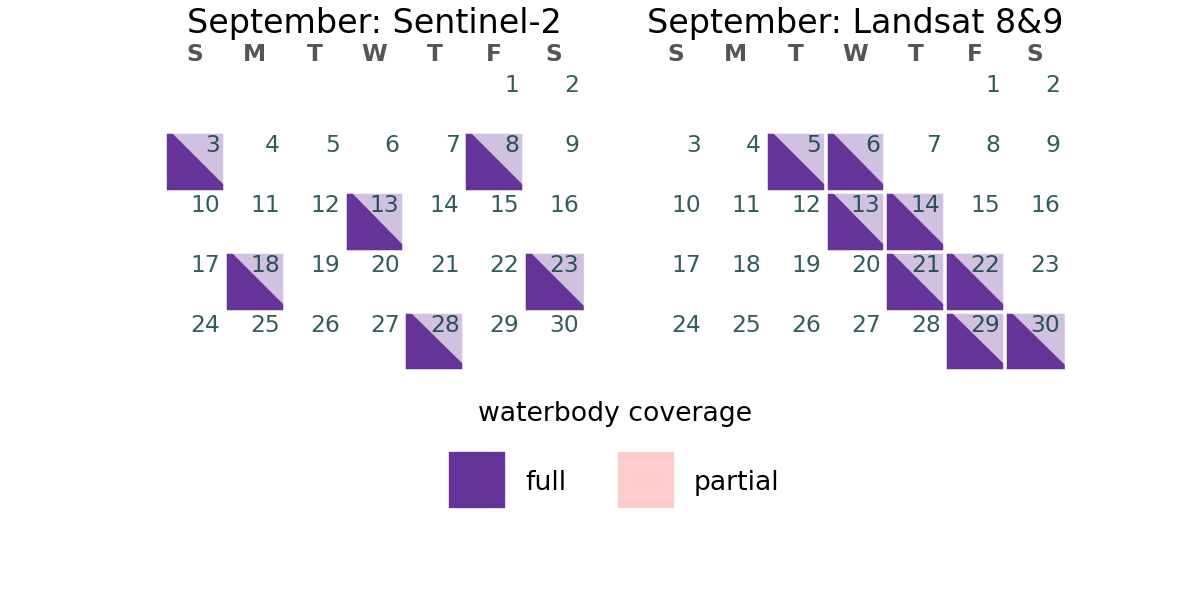 September: Sentinel-2
S M T W T F S
1 2
3 4 5 6 7 8 9
10 11 12 13 14 15 16
17 18 19 20 21 22 23
24 25 26 27 28 29 30
September: Landsat 8&9
S M T W T F S
1 2
3 4 5 6 7 8 9
10 11 12 13 14 15 16
17 18 19 20 21 22 23
24 25 26 27 28 29 30
waterbody coverage
full partial